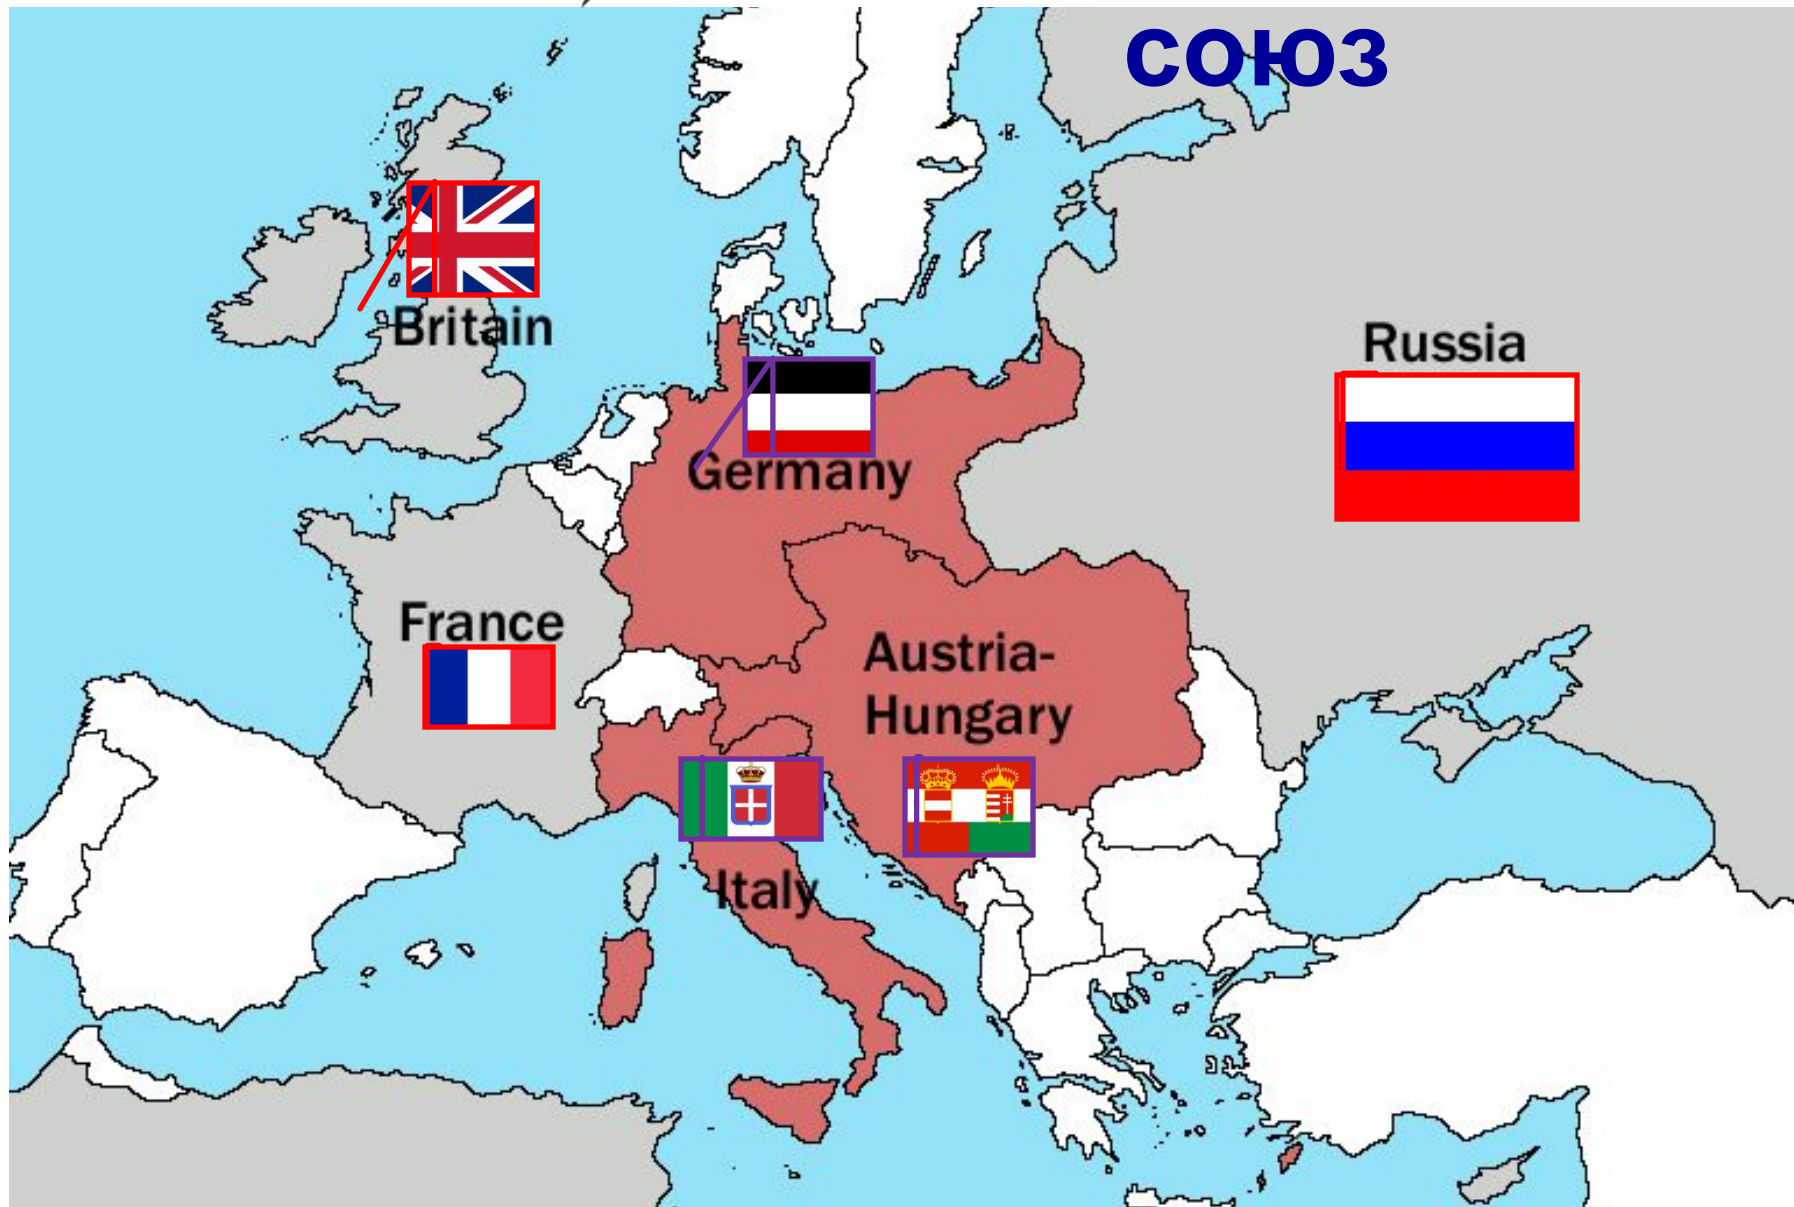 СОЮЗ
Britain
Russia
Germany
France
Austria-
Hungary
Italy